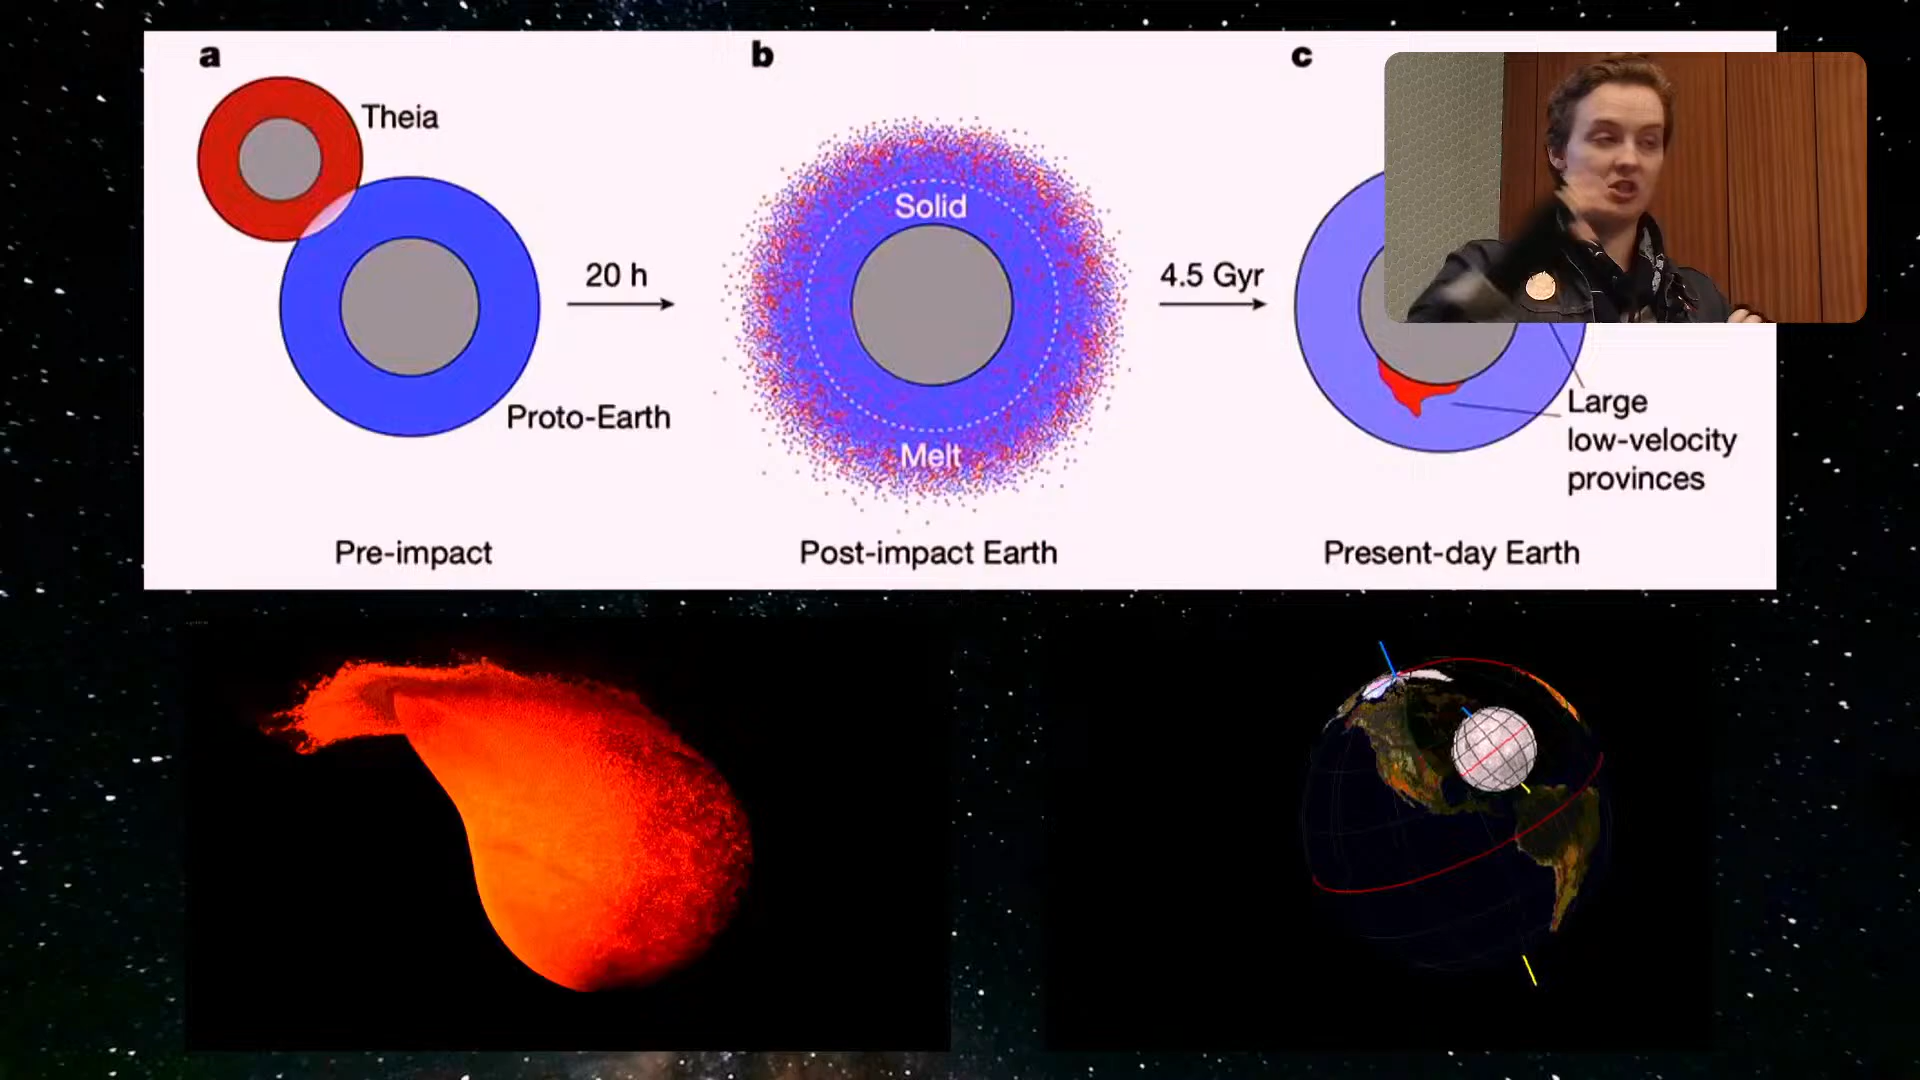 a
b
c
Theia
Proto-Earth
20 h
Solid
Melt
4.5 Gyr
Large
low-velocity
provinces
Pre-impact
Post-impact Earth
Present-day Earth